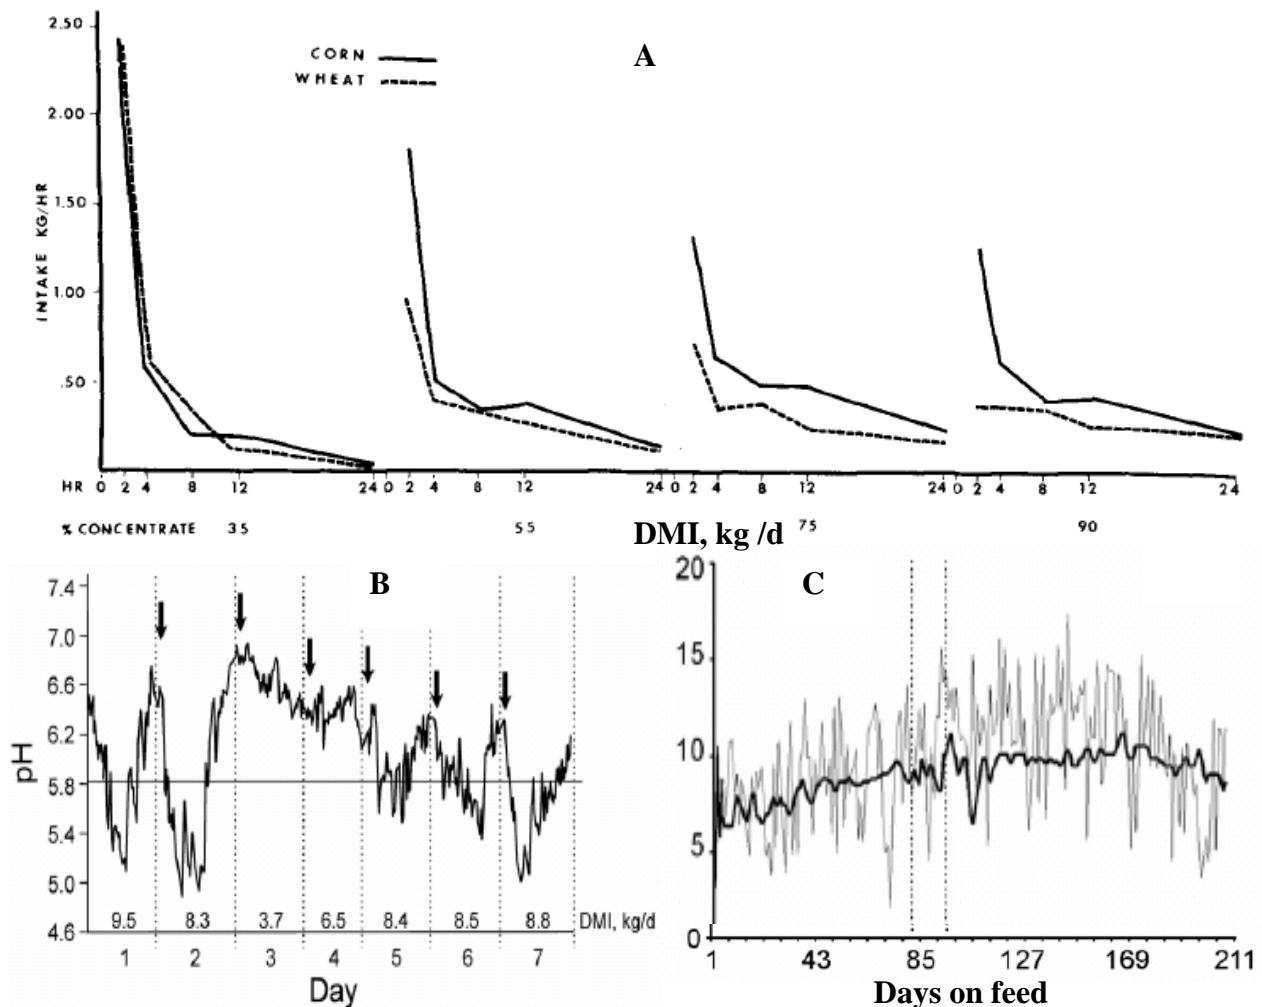 2.50
CORN
WHEAT
A
2.00
1.50
1.00
.50
INTAKE KG/HR
HR 0 2 4 8 12 24 0 2 4 8 12 24 0 2 4 8 12 24 0 2 4 8 12 24
% CONCENTRATE 35 55 75 90
DMI, kg /d
B
7.4
7.0
6.6
6.2
5.8
5.4
5.0
4.6
pH
9.5 8.3 3.7 6.5 8.4 8.5 8.8 DMI, kg/d
1 2 3 4 5 6 7
Day
C
20
15
10
5
0
1 43 85 127 169 211
Days on feed